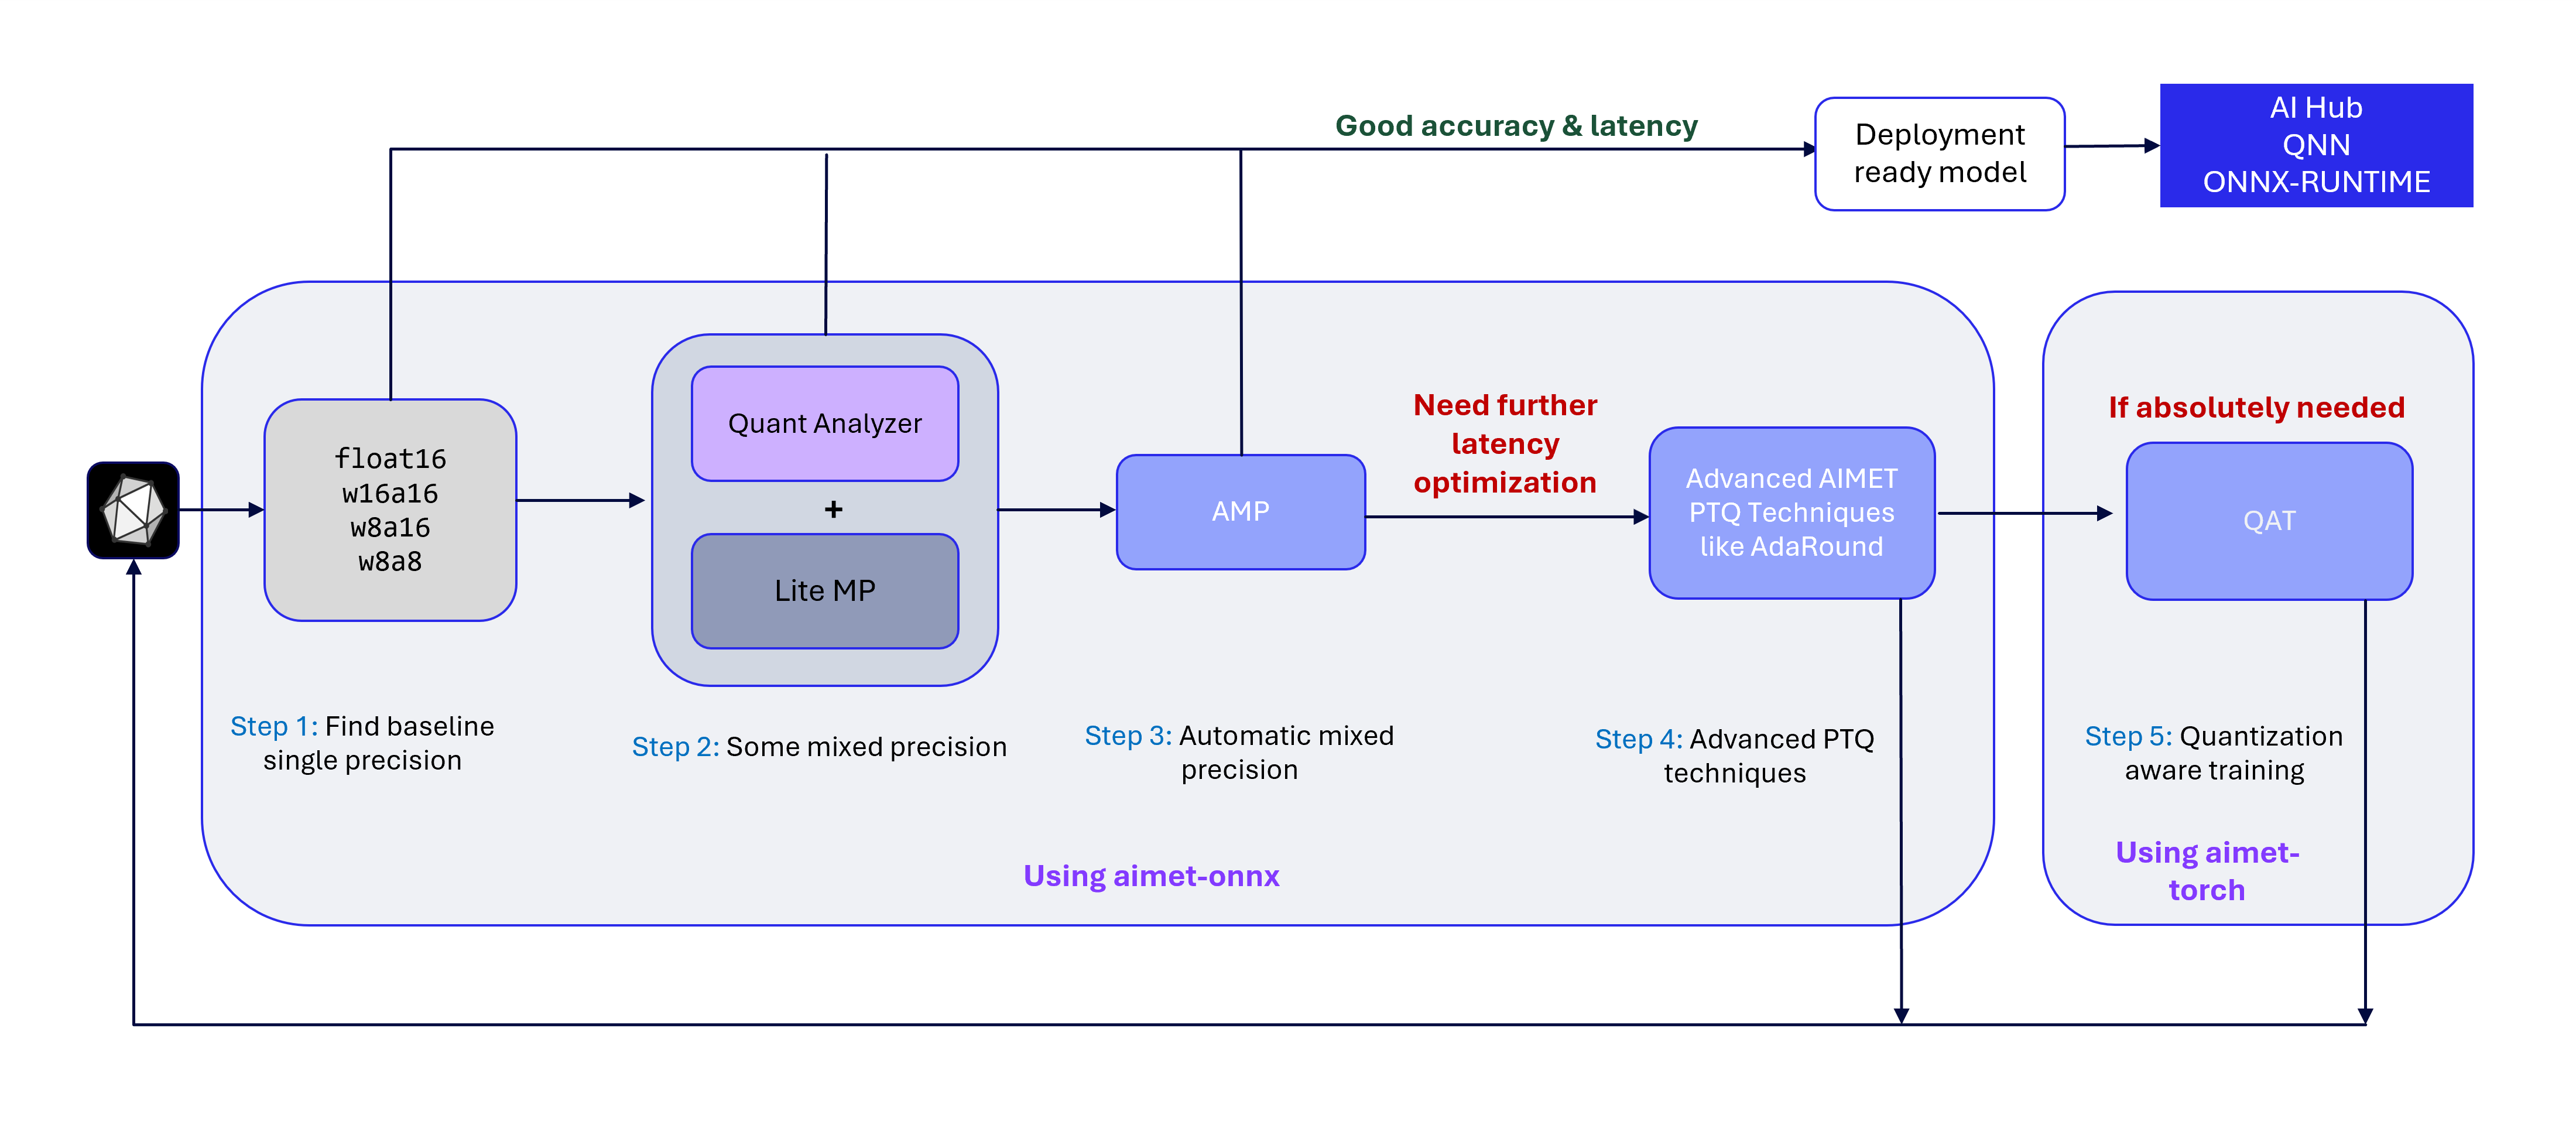 Good accuracy & latency
Deployment
ready model
AI Hub
QNN
ONNX-RUNTIME
float16
w16a16
w8a16
w8a8
Quant Analyzer
+
Lite MP
AMP
Need further
latency
optimization
Advanced AIMET
PTQ Techniques
like AdaRound
If absolutely needed
QAT
Step 1: Find baseline
single precision
Step 2: Some mixed precision
Step 3: Automatic mixed
precision
Step 4: Advanced PTQ
techniques
Step 5: Quantization
aware training
Using aimet-onnx
Using aimet-
torch